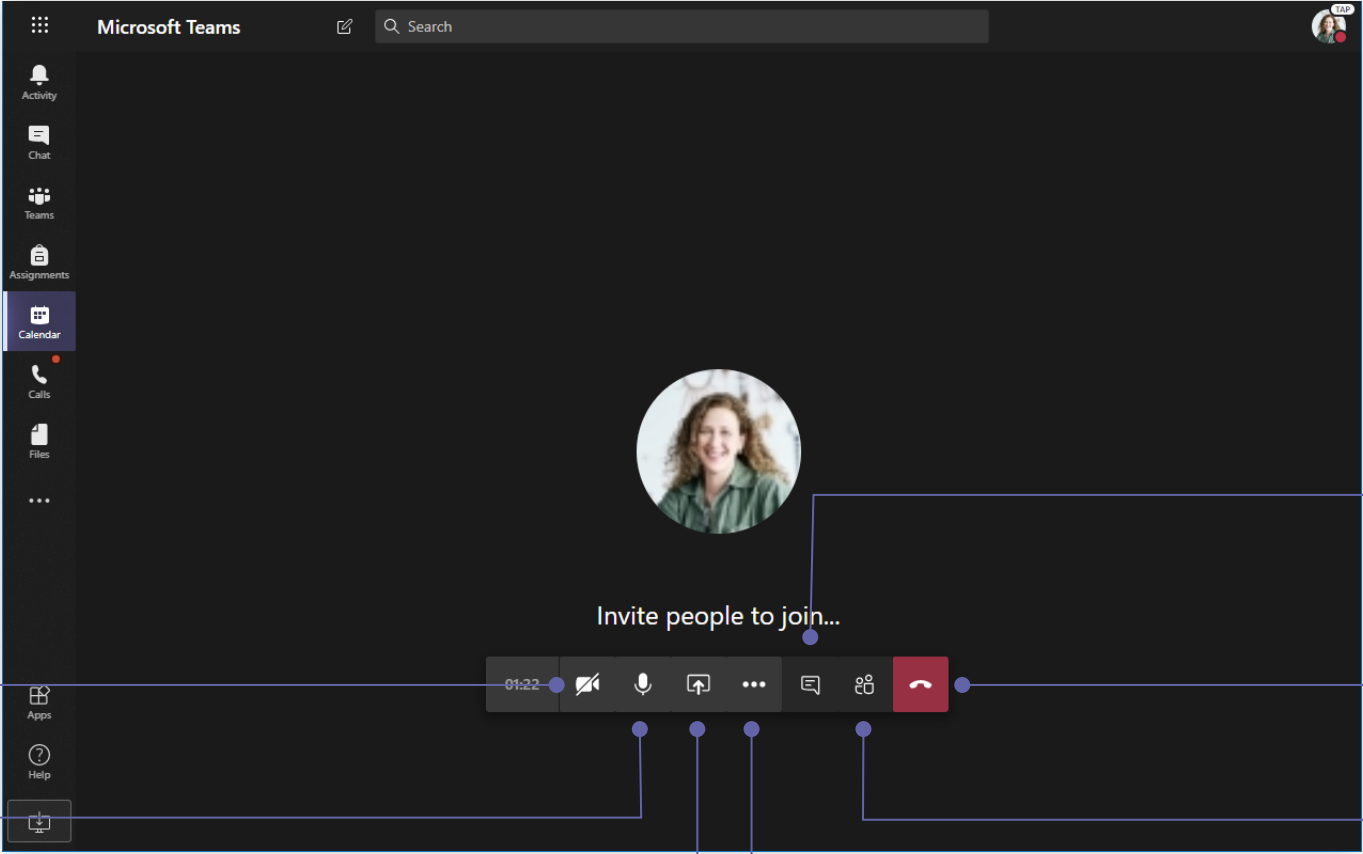 Microsoft Teams
Search
TAP
Activity
Chat
Teams
Assignments
Calendar
Calls
Files
Invite people to join...
01:22
Apps
Help